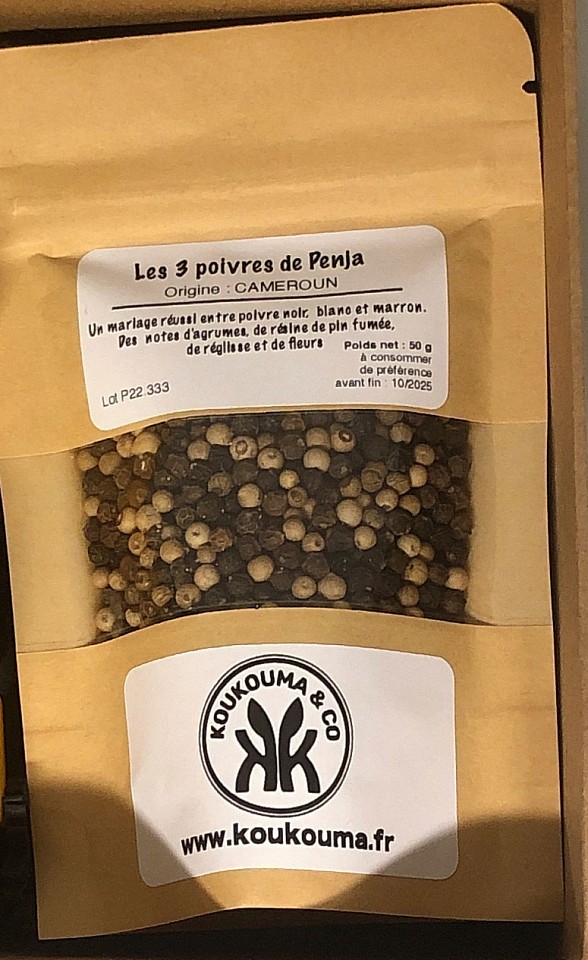 Les 3 poivres de Penja
Origine : CAMEROUN
Un mariage réussi entre poivre noir, blanc et marron.
Des notes d'agrumes, de résine de pin fumée,
de réglisse et de fleurs
Poids net : 50 g
à consommer
de préférence
avant fin : 10/2025
Lot P22.333
KOUKOUMA & CO
www.koukouma.fr